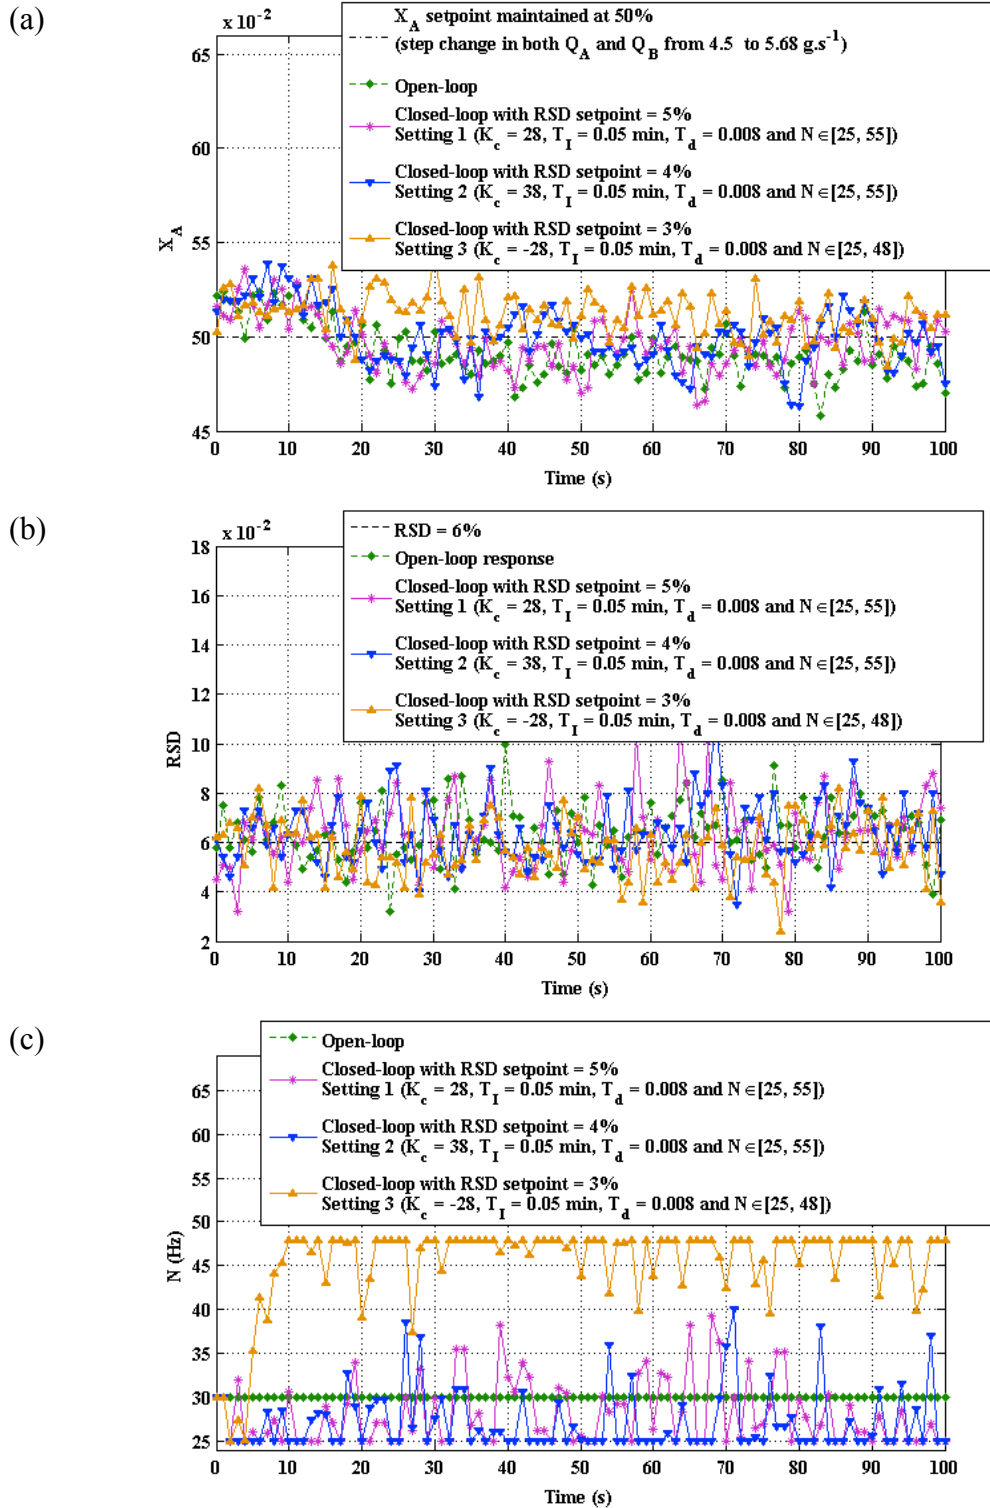 (a)
x 10^-2
X_A setpoint maintained at 50%
(step change in both Q_A and Q_B from 4.5 to 5.68 g.s^-1)
Open-loop
Closed-loop with RSD setpoint = 5%
Setting 1 (K_c = 28, T_I = 0.05 min, T_d = 0.008 and N∈[25, 55])
Closed-loop with RSD setpoint = 4%
Setting 2 (K_c = 38, T_I = 0.05 min, T_d = 0.008 and N∈[25, 55])
Closed-loop with RSD setpoint = 3%
Setting 3 (K_c = -28, T_I = 0.05 min, T_d = 0.008 and N∈[25, 48])
65
60
55
50
45
X_A
0 10 20 30 40 50 60 70 80 90 100
Time (s)
(b)
x 10^-2
RSD = 6%
Open-loop response
Closed-loop with RSD setpoint = 5%
Setting 1 (K_c = 28, T_I = 0.05 min, T_d = 0.008 and N∈[25, 55])
Closed-loop with RSD setpoint = 4%
Setting 2 (K_c = 38, T_I = 0.05 min, T_d = 0.008 and N∈[25, 55])
Closed-loop with RSD setpoint = 3%
Setting 3 (K_c = -28, T_I = 0.05 min, T_d = 0.008 and N∈[25, 48])
18
16
14
12
10
8
6
4
2
RSD
0 10 20 30 40 50 60 70 80 90 100
Time (s)
(c)
Open-loop
Closed-loop with RSD setpoint = 5%
Setting 1 (K_c = 28, T_I = 0.05 min, T_d = 0.008 and N∈[25, 55])
Closed-loop with RSD setpoint = 4%
Setting 2 (K_c = 38, T_I = 0.05 min, T_d = 0.008 and N∈[25, 55])
Closed-loop with RSD setpoint = 3%
Setting 3 (K_c = -28, T_I = 0.05 min, T_d = 0.008 and N∈[25, 48])
65
60
55
50
45
40
35
30
25
N (Hz)
0 10 20 30 40 50 60 70 80 90 100
Time (s)